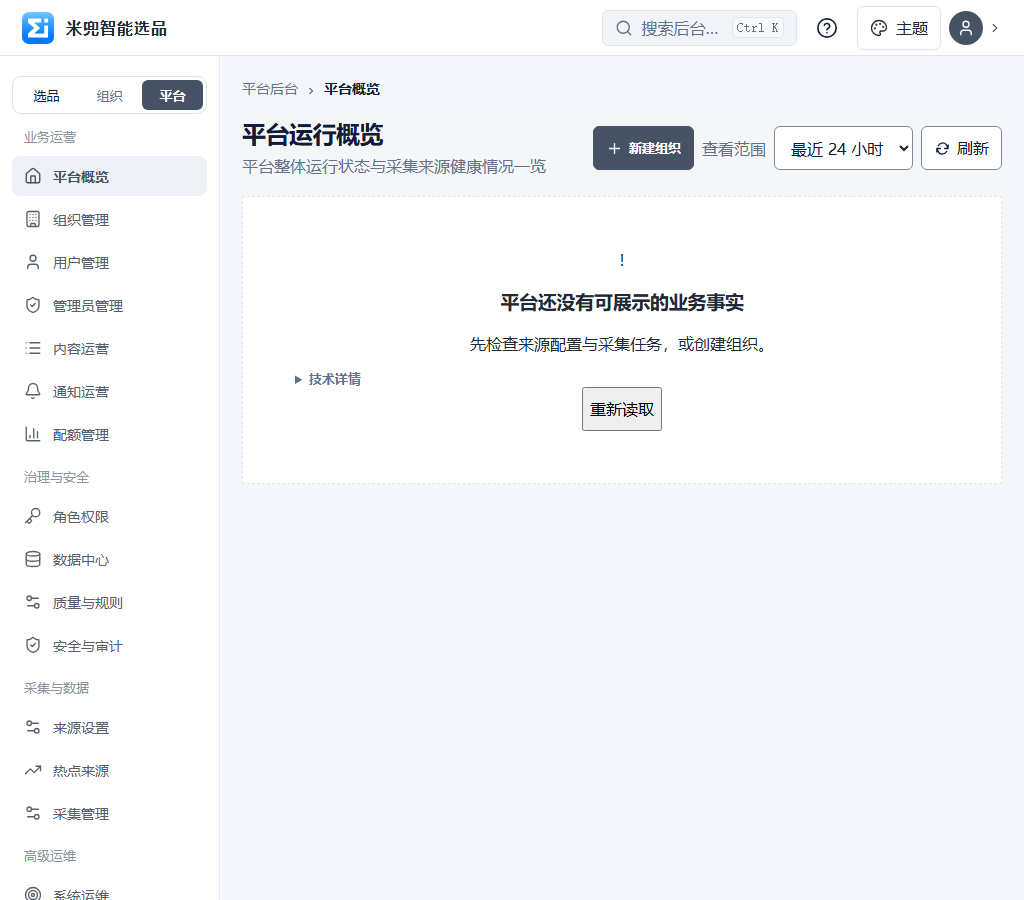 米兜智能选品
搜索后台... Ctrl K
主题
选品 组织 平台
业务运营
平台概览
组织管理
用户管理
管理员管理
内容运营
通知运营
配额管理
治理与安全
角色权限
数据中心
质量与规则
安全与审计
采集与数据
来源设置
热点来源
采集管理
高级运维
系统运维
平台后台 › 平台概览
平台运行概览
平台整体运行状态与采集来源健康情况一览
新建组织
查看范围
最近 24 小时
刷新
!
平台还没有可展示的业务事实
先检查来源配置与采集任务，或创建组织。
技术详情
重新读取